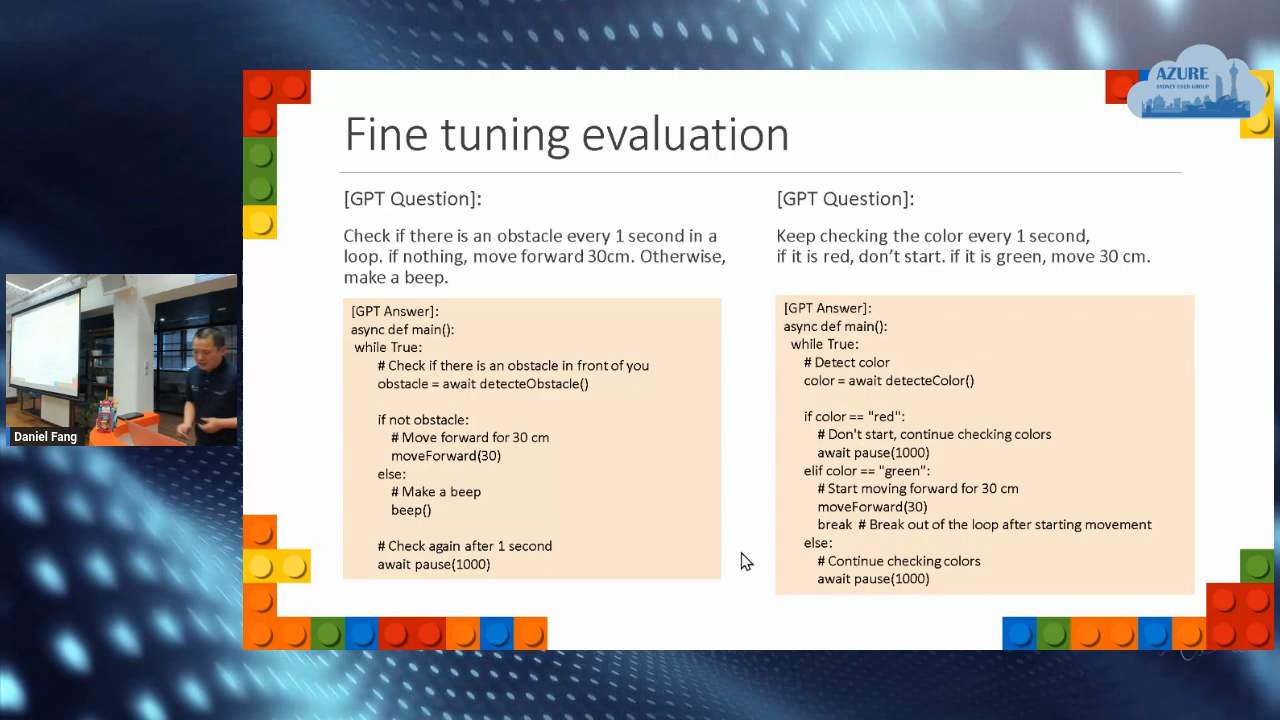 AZURE
SYDNEY USER GROUP
Fine tuning evaluation
[GPT Question]:
Check if there is an obstacle every 1 second in a
loop. if nothing, move forward 30cm. Otherwise,
make a beep.
[GPT Answer]:
async def main():
while True:
# Check if there is an obstacle in front of you
obstacle = await detecteObstacle()
if not obstacle:
# Move forward for 30 cm
moveForward(30)
else:
# Make a beep
beep()
# Check again after 1 second
await pause(1000)
[GPT Question]:
Keep checking the color every 1 second,
if it is red, don’t start. if it is green, move 30 cm.
[GPT Answer]:
async def main():
while True:
# Detect color
color = await detecteColor()
if color == "red":
# Don't start, continue checking colors
await pause(1000)
elif color == "green":
# Start moving forward for 30 cm
moveForward(30)
break # Break out of the loop after starting movement
else:
# Continue checking colors
await pause(1000)
Daniel Fang